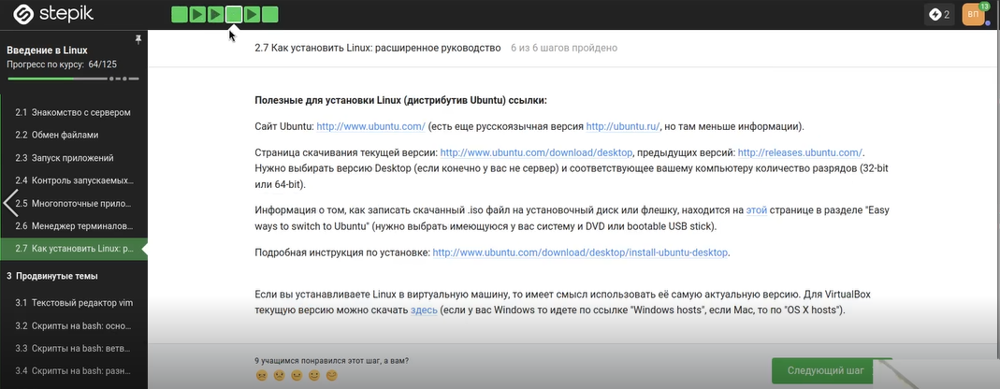 stepik
2
ВП
13
Введение в Linux
Прогресс по курсу: 64/125
2.1 Знакомство с сервером
2.2 Обмен файлами
2.3 Запуск приложений
2.4 Контроль запускаемых...
2.5 Многопоточные прило...
2.6 Менеджер терминалов...
2.7 Как установить Linux: р...
3 Продвинутые темы
3.1 Текстовый редактор vim
3.2 Скрипты на bash: осно...
3.3 Скрипты на bash: ветв...
3.4 Скрипты на bash: разн...
2.7 Как установить Linux: расширенное руководство 6 из 6 шагов пройдено
Полезные для установки Linux (дистрибутив Ubuntu) ссылки:
Сайт Ubuntu: http://www.ubuntu.com/ (есть еще русскоязычная версия http://ubuntu.ru/, но там меньше информации).
Страница скачивания текущей версии: http://www.ubuntu.com/download/desktop, предыдущих версий: http://releases.ubuntu.com/.
Нужно выбирать версию Desktop (если конечно у вас не сервер) и соответствующее вашему компьютеру количество разрядов (32-bit
или 64-bit).
Информация о том, как записать скачанный .iso файл на установочный диск или флешку, находится на этой странице в разделе "Easy
ways to switch to Ubuntu" (нужно выбрать имеющуюся у вас систему и DVD или bootable USB stick).
Подробная инструкция по установке: http://www.ubuntu.com/download/desktop/install-ubuntu-desktop.
Если вы устанавливаете Linux в виртуальную машину, то имеет смысл использовать её самую актуальную версию. Для VirtualBox
текущую версию можно скачать здесь (если у вас Windows то идете по ссылке "Windows hosts", если Mac, то по "OS X hosts").
9 учащимся понравился этот шаг, а вам?
Следующий шаг